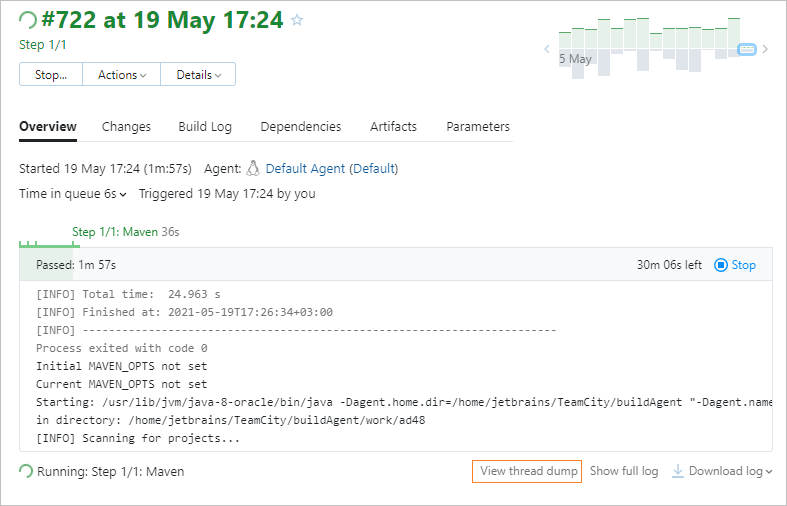 #722 at 19 May 17:24
Step 1/1
5 May
Stop... Actions Details
Overview Changes Build Log Dependencies Artifacts Parameters
Started 19 May 17:24 (1m:57s) Agent: Default Agent (Default)
Time in queue 6s Triggered 19 May 17:24 by you
Step 1/1: Maven 36s
Passed: 1m 57s 30m 06s left Stop
[INFO] Total time:  24.963 s
[INFO] Finished at: 2021-05-19T17:26:34+03:00
[INFO] ------------------------------------------------------------------------
Process exited with code 0
Initial MAVEN_OPTS not set
Current MAVEN_OPTS not set
Starting: /usr/lib/jvm/java-8-oracle/bin/java -Dagent.home.dir=/home/jetbrains/TeamCity/buildAgent "-Dagent.name
in directory: /home/jetbrains/TeamCity/buildAgent/work/ad48
[INFO] Scanning for projects...
Running: Step 1/1: Maven View thread dump Show full log Download log